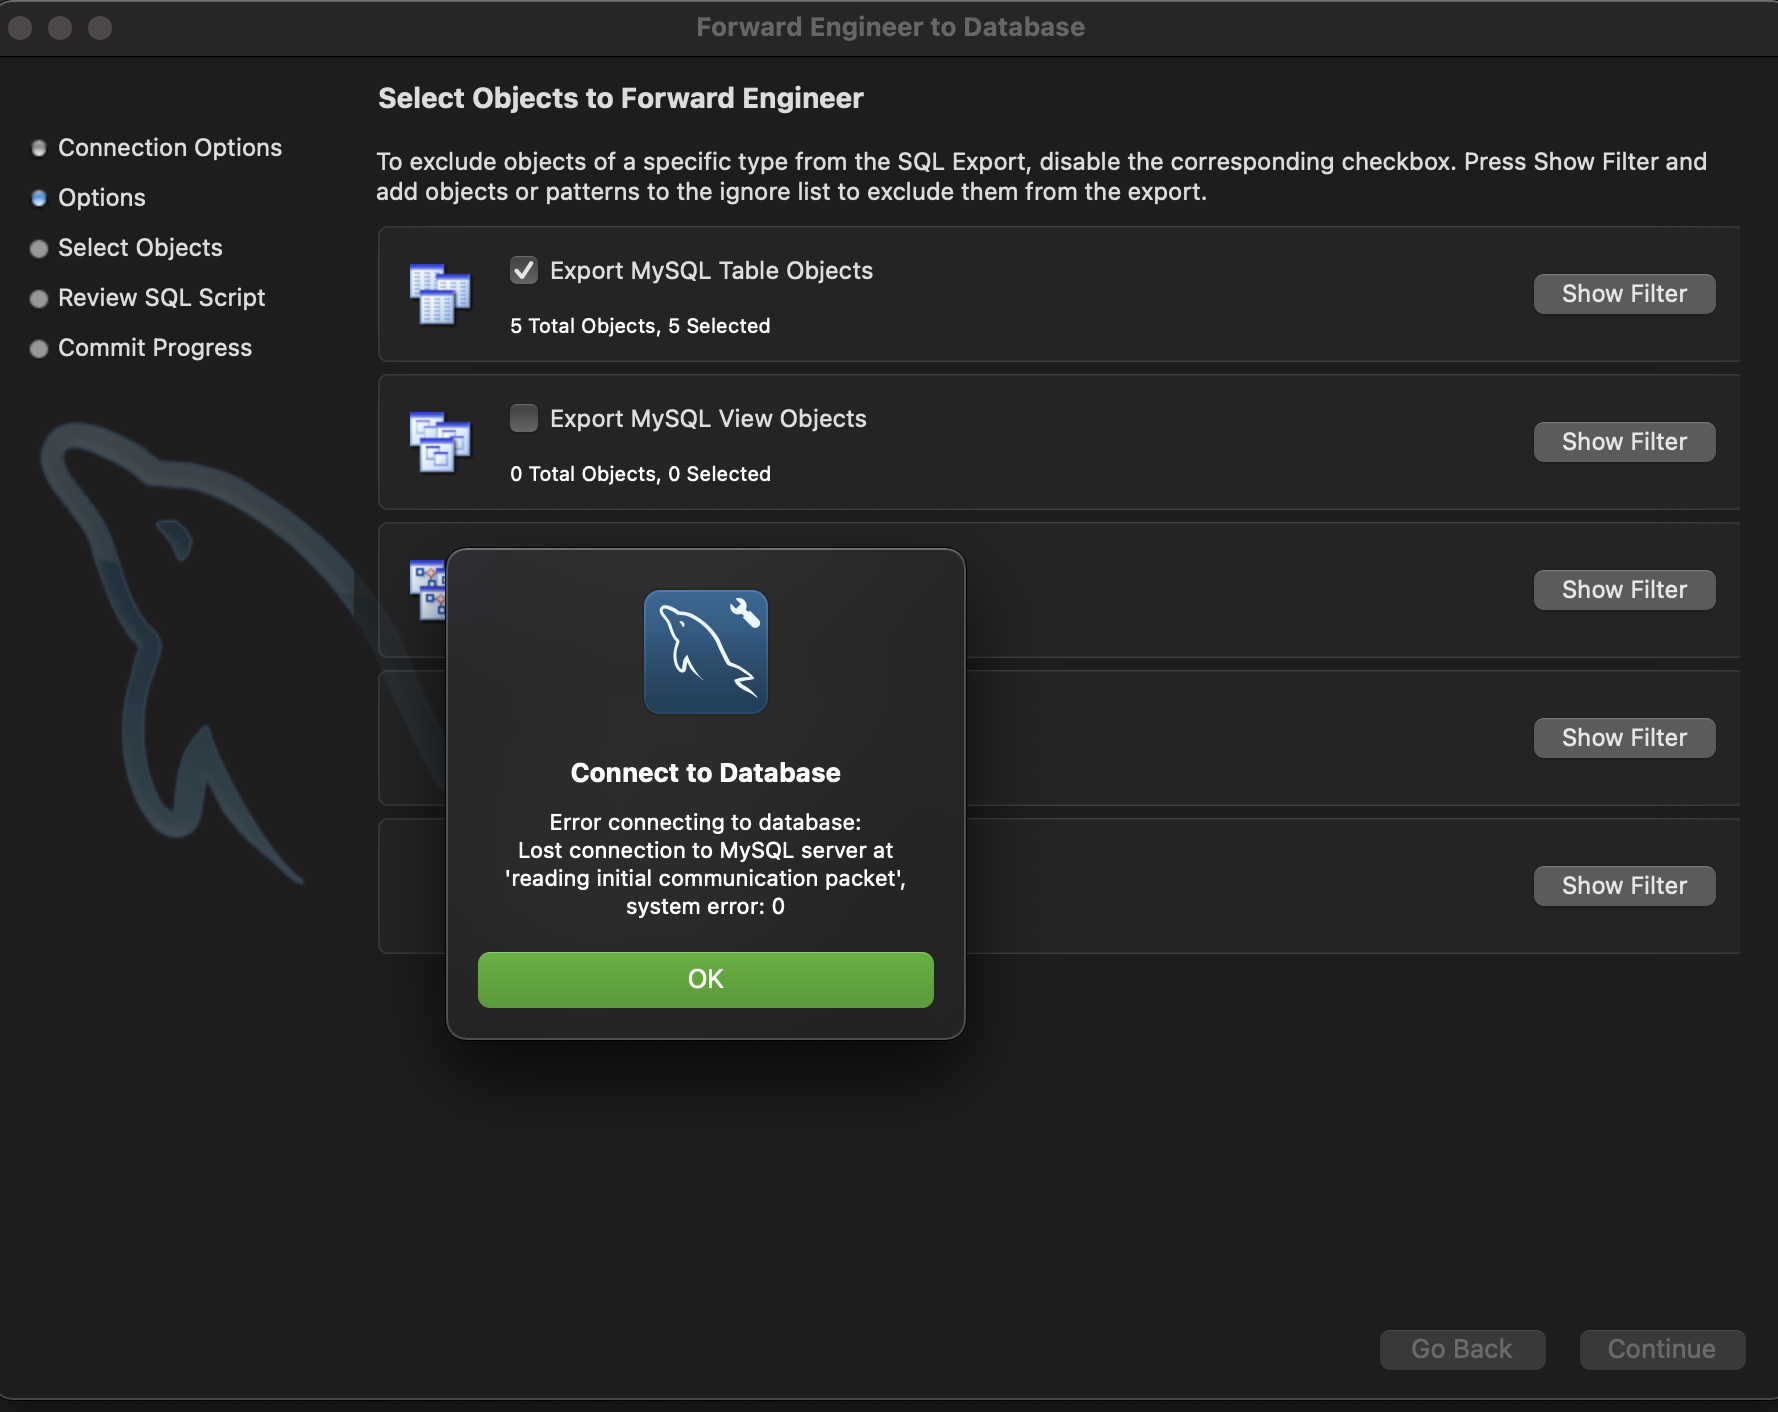 Forward Engineer to Database
Select Objects to Forward Engineer
Connection Options
Options
Select Objects
Review SQL Script
Commit Progress
To exclude objects of a specific type from the SQL Export, disable the corresponding checkbox. Press Show Filter and
add objects or patterns to the ignore list to exclude them from the export.
Export MySQL Table Objects
5 Total Objects, 5 Selected
Show Filter
Export MySQL View Objects
0 Total Objects, 0 Selected
Show Filter
Show Filter
Show Filter
Show Filter
Connect to Database
Error connecting to database:
Lost connection to MySQL server at
'reading initial communication packet',
system error: 0
OK
Go Back
Continue